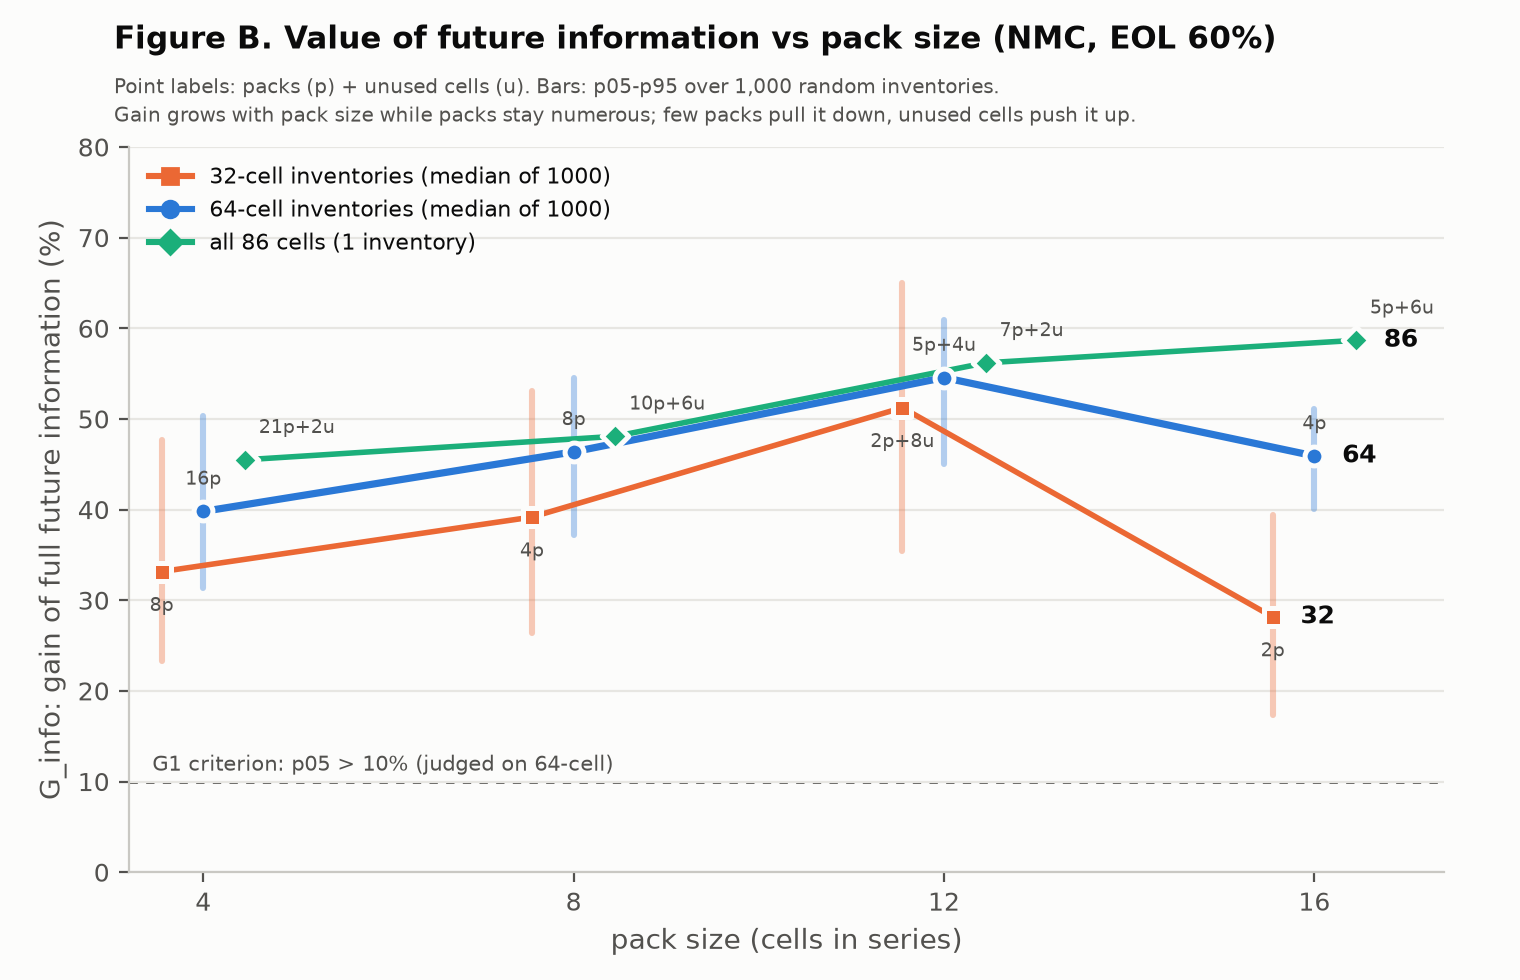 Figure B. Value of future information vs pack size (NMC, EOL 60%)
Point labels: packs (p) + unused cells (u). Bars: p05-p95 over 1,000 random inventories.
Gain grows with pack size while packs stay numerous; few packs pull it down, unused cells push it up.
G_info: gain of full future information (%)
80
70
60
50
40
30
20
10
0
32-cell inventories (median of 1000)
64-cell inventories (median of 1000)
all 86 cells (1 inventory)
5p+6u
86
7p+2u
5p+4u
10p+6u
8p
21p+2u
16p
2p+8u
4p
64
4p
8p
32
2p
G1 criterion: p05 > 10% (judged on 64-cell)
4
8
12
16
pack size (cells in series)